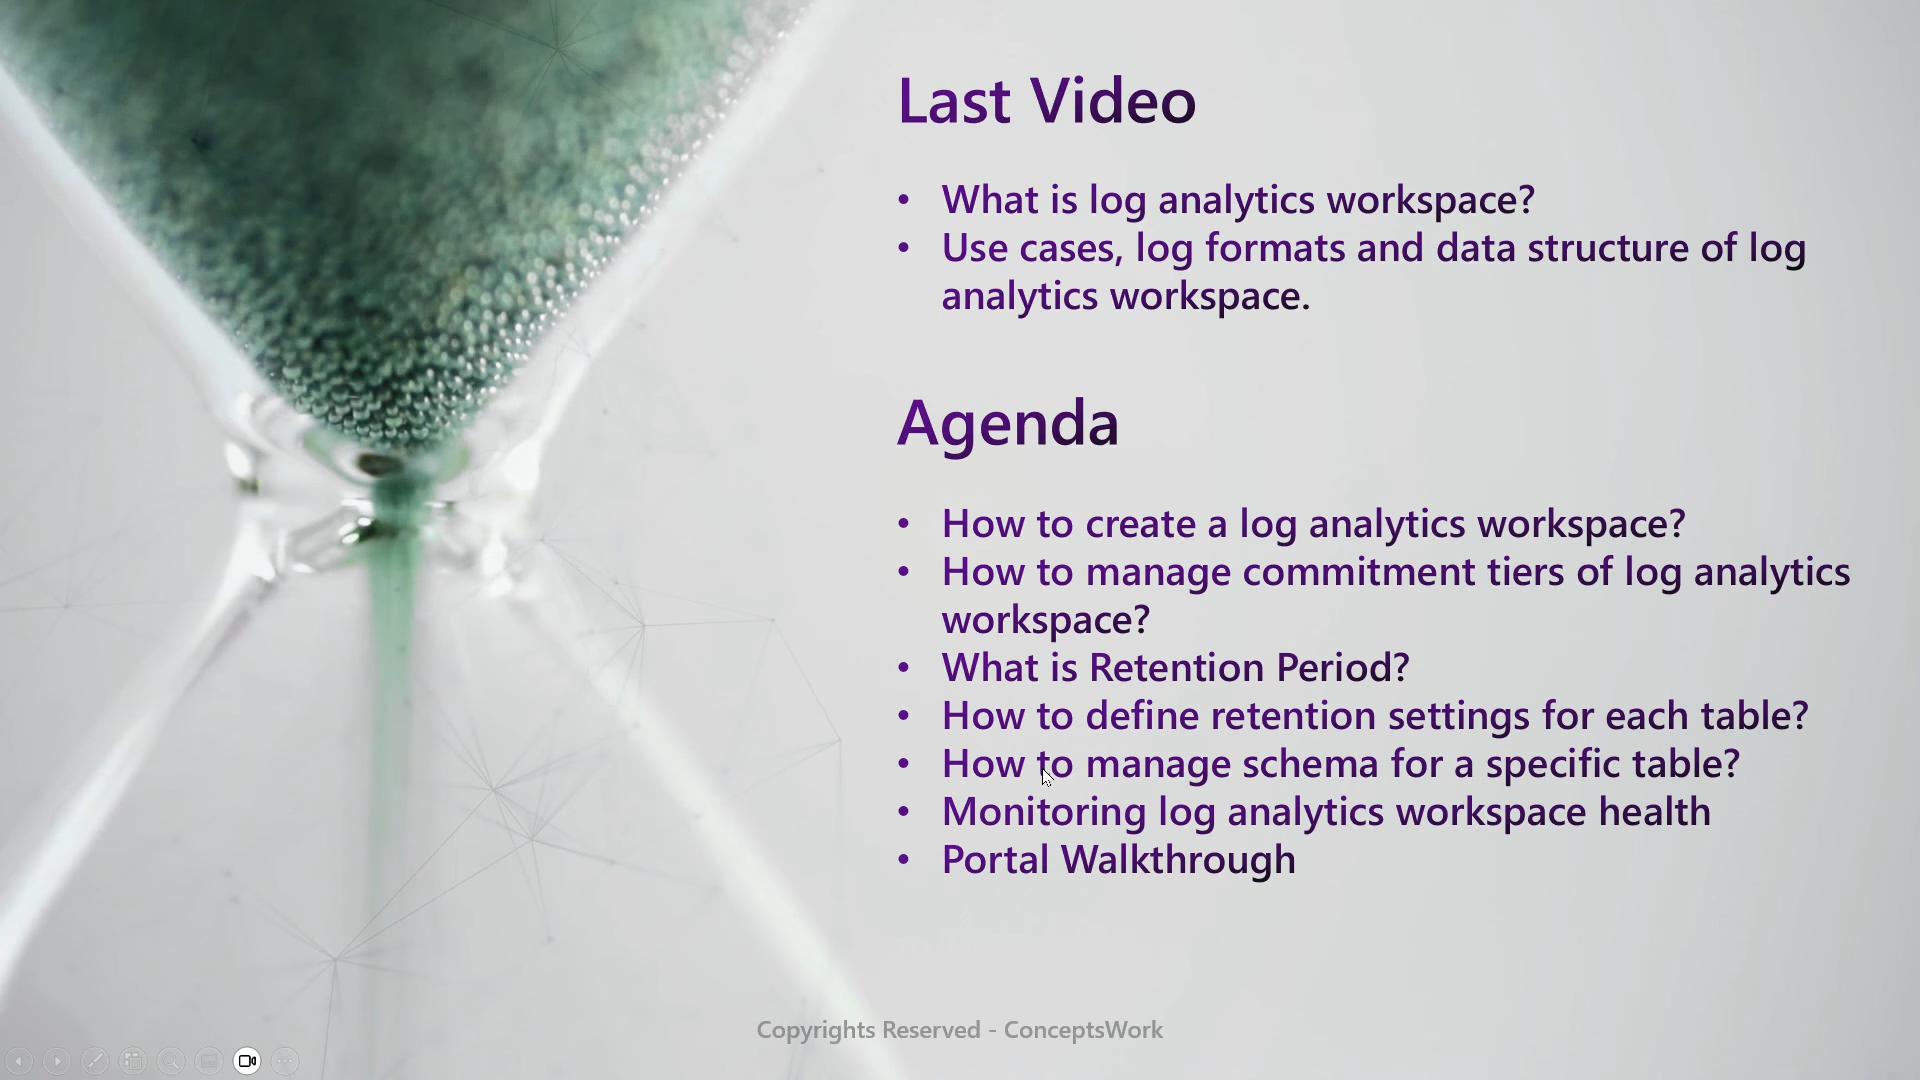 Last Video
• What is log analytics workspace?
• Use cases, log formats and data structure of log
analytics workspace.
Agenda
• How to create a log analytics workspace?
• How to manage commitment tiers of log analytics
workspace?
• What is Retention Period?
• How to define retention settings for each table?
• How to manage schema for a specific table?
• Monitoring log analytics workspace health
• Portal Walkthrough
Copyrights Reserved - ConceptsWork